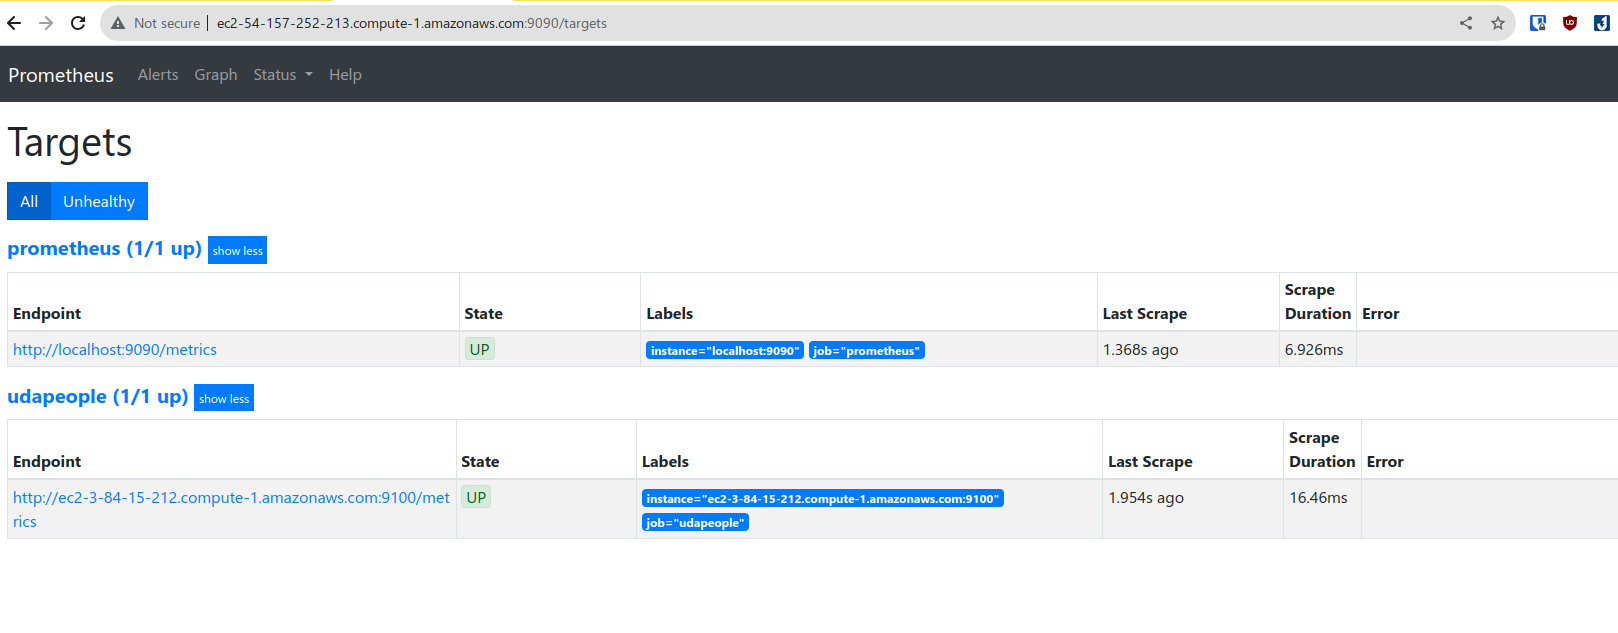 Not secure | ec2-54-157-252-213.compute-1.amazonaws.com:9090/targets
Prometheus Alerts Graph Status Help
Targets
All Unhealthy
prometheus (1/1 up) show less
Endpoint State Labels Last Scrape Scrape Duration Error
http://localhost:9090/metrics UP instance="localhost:9090" job="prometheus" 1.368s ago 6.926ms
udapeople (1/1 up) show less
Endpoint State Labels Last Scrape Scrape Duration Error
http://ec2-3-84-15-212.compute-1.amazonaws.com:9100/met UP instance="ec2-3-84-15-212.compute-1.amazonaws.com:9100" 1.954s ago 16.46ms
rics job="udapeople"